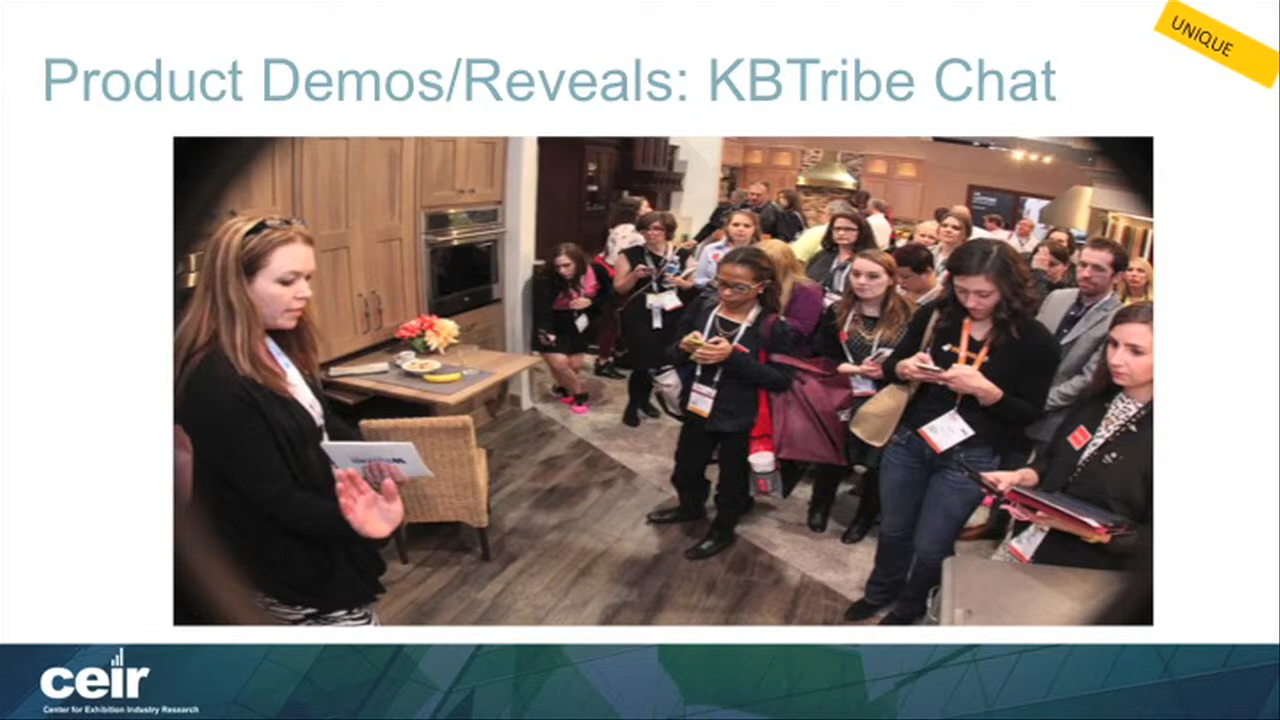 UNIQUE
Product Demos/Reveals: KBTribe Chat
ceir
Center for Exhibition Industry Research